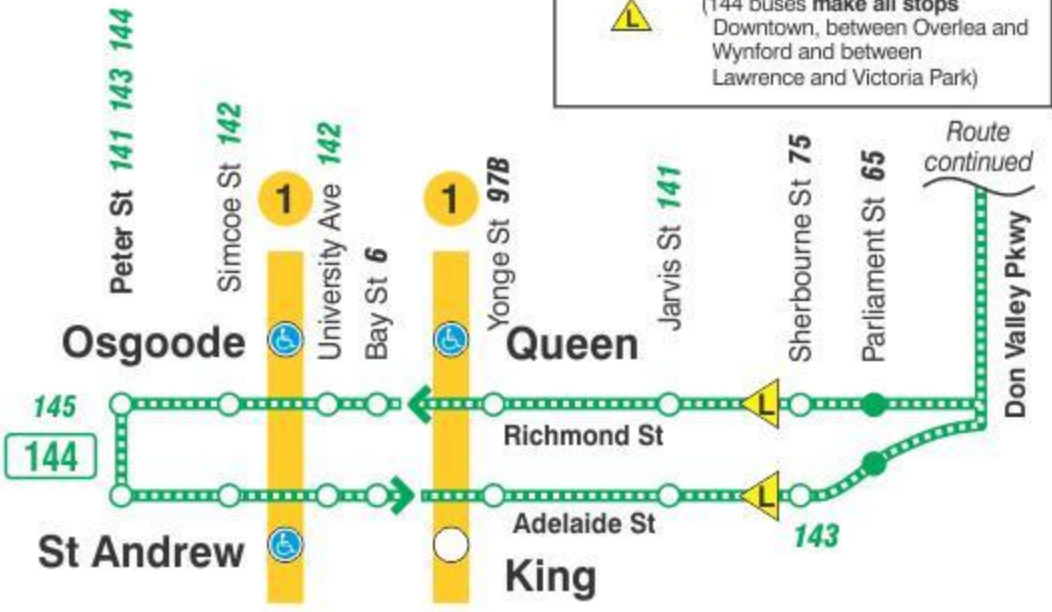 (144 buses make all stops
Downtown, between Overlea and
Wynford and between
Lawrence and Victoria Park)
L
Route
continued
Peter St 141 143 144
Simcoe St 142
1
University Ave 142
Bay St 6
1
Yonge St 97B
Jarvis St 141
Sherbourne St 75
Parliament St 65
Don Valley Pkwy
Osgoode
Queen
145
L
Richmond St
144
L
Adelaide St
143
St Andrew
King